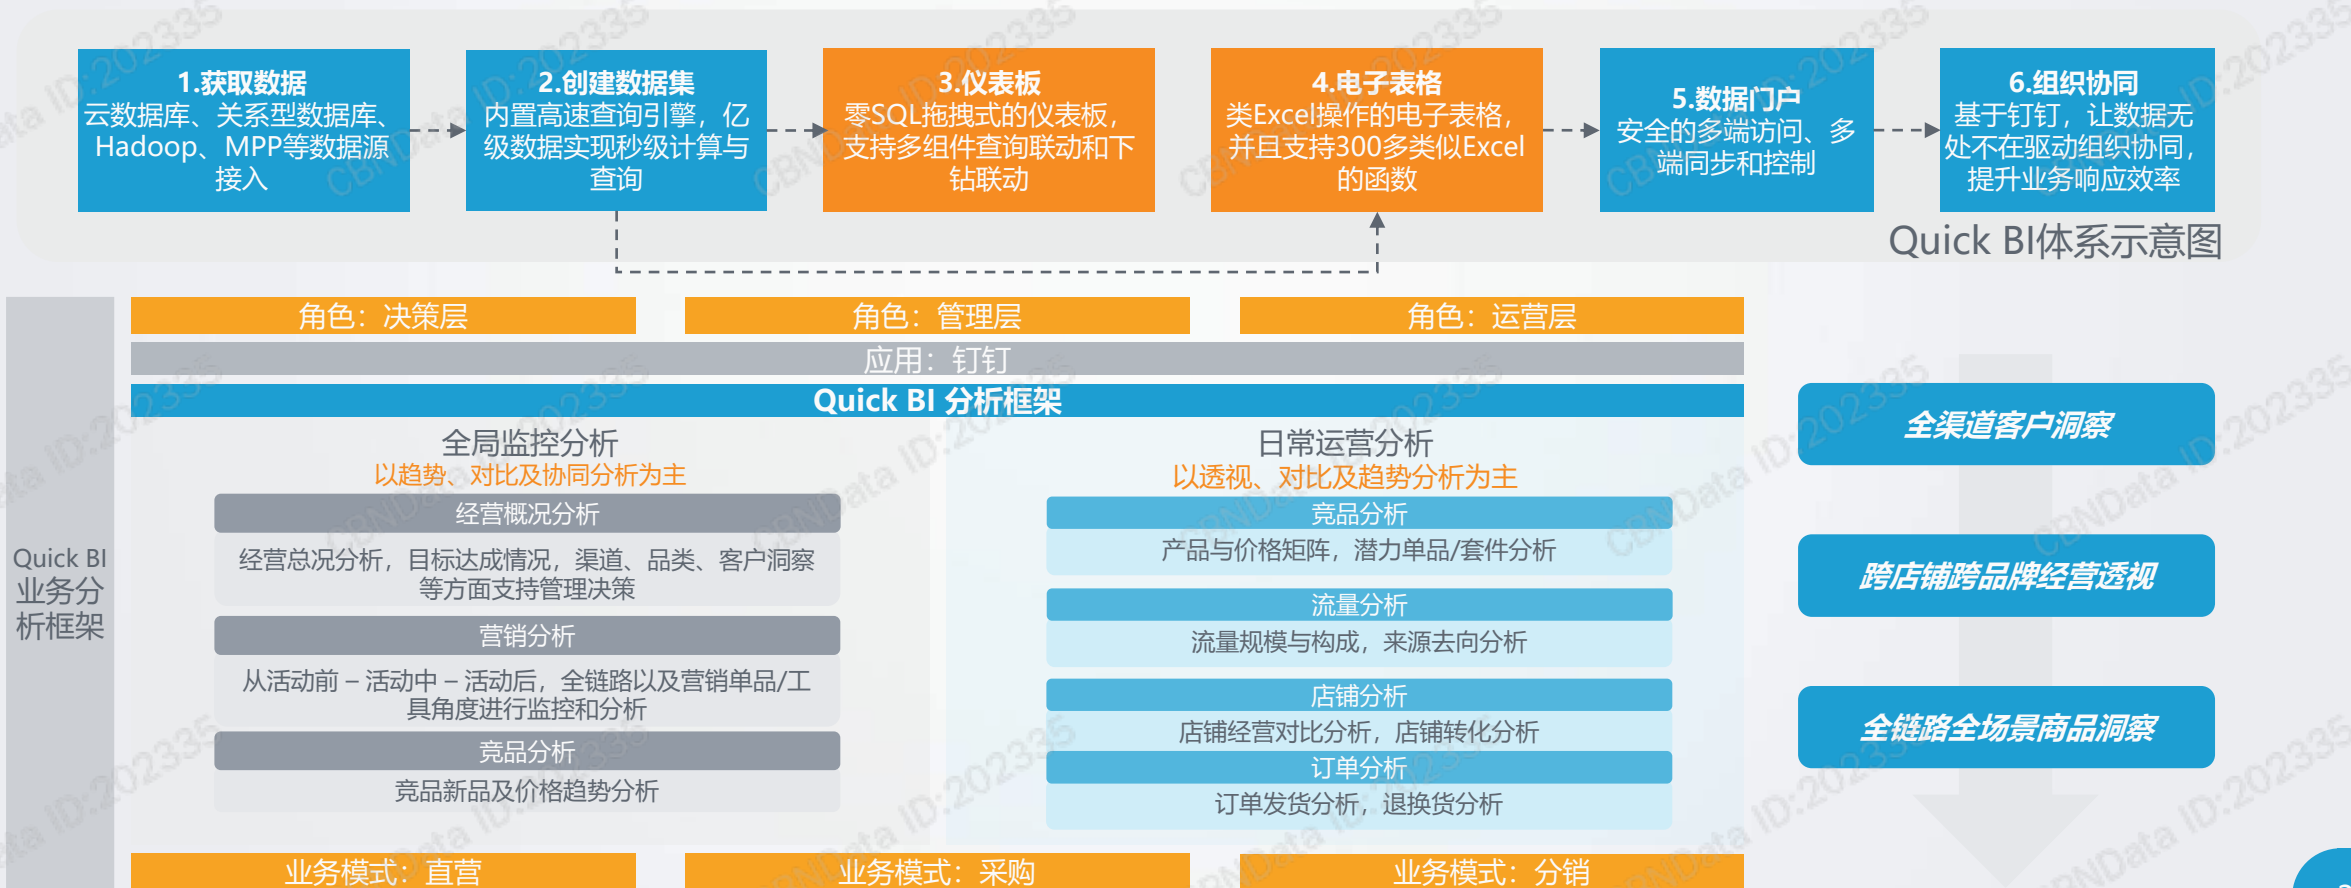 1.获取数据
云数据库、关系型数据库、
Hadoop、MPP等数据源
接入
2.创建数据集
内置高速查询引擎，亿
级数据实现秒级计算与
查询
3.仪表板
零SQL拖拽式的仪表板，
支持多组件查询联动和下
钻联动
4.电子表格
类Excel操作的电子表格，
并且支持300多类似Excel
的函数
5.数据门户
安全的多端访问、多
端同步和控制
6.组织协同
基于钉钉，让数据无
处不在驱动组织协同，
提升业务响应效率
Quick BI体系示意图
Quick BI
业务分
析框架
角色：决策层
角色：管理层
角色：运营层
应用：钉钉
Quick BI 分析框架
全局监控分析
以趋势、对比及协同分析为主
经营概况分析
经营总况分析，目标达成情况，渠道、品类、客户洞察
等方面支持管理决策
营销分析
从活动前 – 活动中 – 活动后，全链路以及营销单品/工
具角度进行监控和分析
竞品分析
竞品新品及价格趋势分析
日常运营分析
以透视、对比及趋势分析为主
竞品分析
产品与价格矩阵，潜力单品/套件分析
流量分析
流量规模与构成，来源去向分析
店铺分析
店铺经营对比分析，店铺转化分析
订单分析
订单发货分析，退换货分析
业务模式：直营
业务模式：采购
业务模式：分销
全渠道客户洞察
跨店铺跨品牌经营透视
全链路全场景商品洞察
CBNData ID:202335